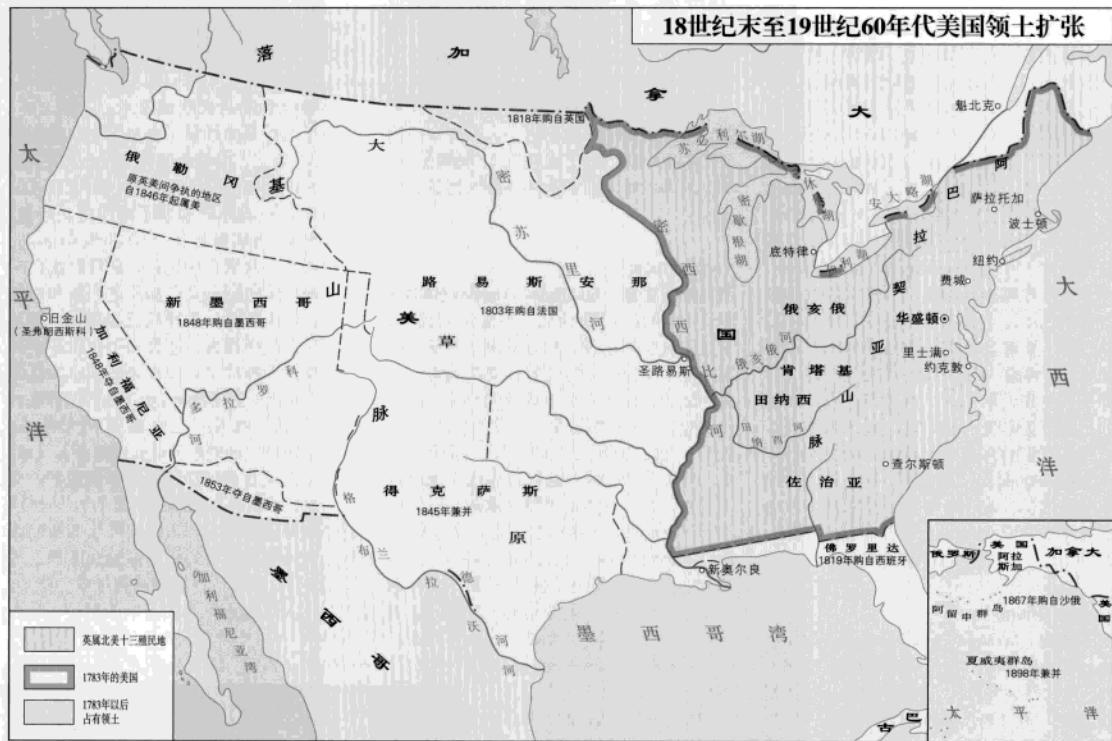 18世纪末至19世纪60年代美国领土扩张
落基山脉
加拿大
魁北克
1818年购自英国
苏必利尔湖
休伦湖
安大略湖
密歇根湖
伊利湖
阿巴拉契亚山脉
萨拉托加
波士顿
底特律
纽约
费城
华盛顿
里士满
约克敦
查尔斯顿
太平洋
大西洋
俄勒冈
原英美间争执的地区
自1846年起属美
大草原
密苏里河
密西西比河
路易斯安那
1803年购自法国
美国
新墨西哥
1848年购自墨西哥
旧金山
(圣弗朗西斯科)
加利福尼亚
1848年夺自墨西哥
科罗拉多河
俄亥俄
俄亥俄河
圣路易斯
肯塔基
田纳西
田纳西河
佐治亚
得克萨斯
1845年兼并
1853年夺自墨西哥
格兰德河
布拉沃河
佛罗里达
1819年购自西班牙
新奥尔良
墨西哥
墨西哥湾
加利福尼亚湾
古巴
英属北美十三殖民地
1783年的美国
1783年以后
占有领土
俄罗斯
美国
阿拉
斯加
加拿大
1867年购自沙俄
美国
阿留申群岛
夏威夷群岛
1898年兼并
太平洋